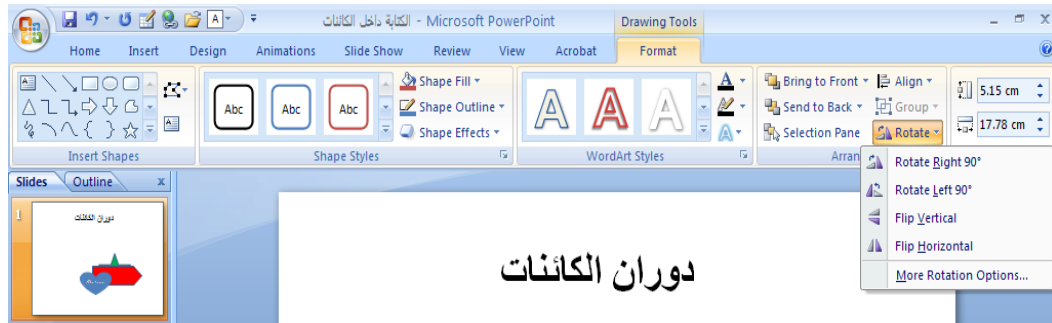 الكتابة داخل الكائنات - Microsoft PowerPoint
Drawing Tools
Home Insert Design Animations Slide Show Review View Acrobat Format
Abc Abc Abc
Shape Fill
Shape Outline
Shape Effects
A A A
A
A
Bring to Front
Send to Back
Selection Pane
Align
Group
Rotate
5.15 cm
17.78 cm
Insert Shapes
Shape Styles
WordArt Styles
Arran
Rotate Right 90°
Rotate Left 90°
Flip Vertical
Flip Horizontal
More Rotation Options...
Slides Outline x
1
دوران الكائنات
دوران الكائنات